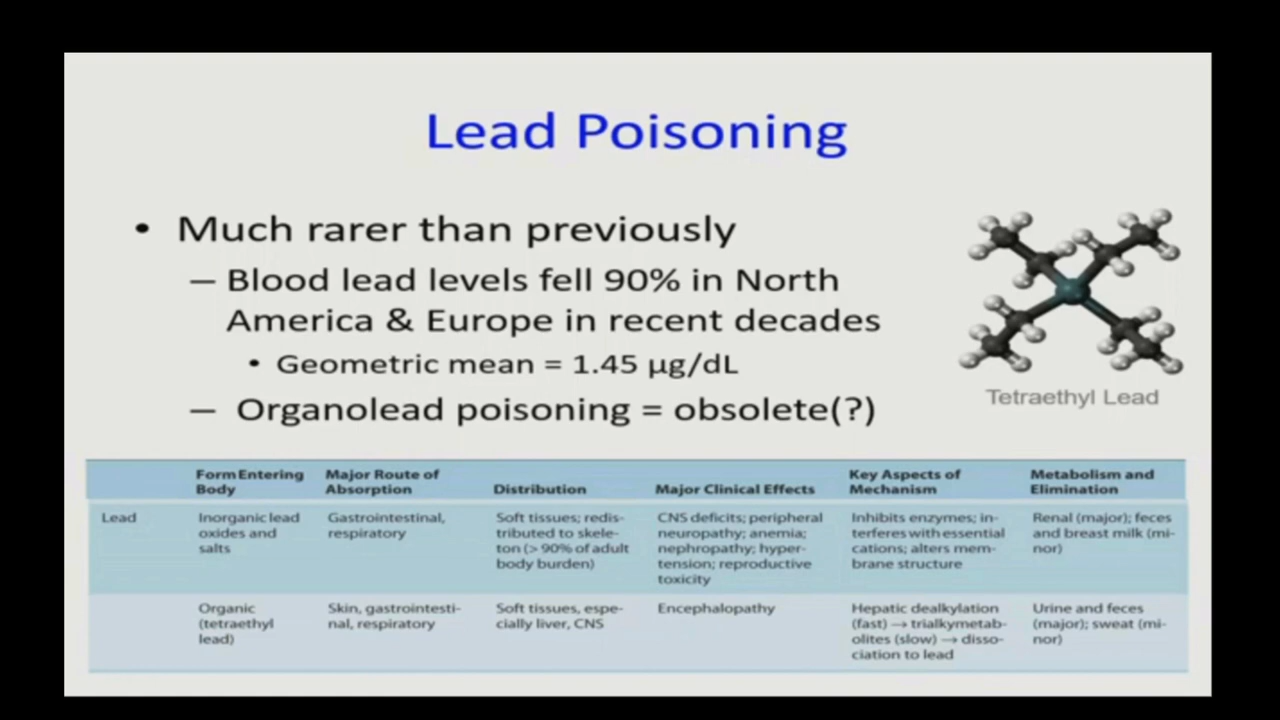 Lead Poisoning
• Much rarer than previously
– Blood lead levels fell 90% in North
America & Europe in recent decades
• Geometric mean = 1.45 µg/dL
– Organolead poisoning = obsolete(?)
Tetraethyl Lead
Form Entering Body | Major Route of Absorption | Distribution | Major Clinical Effects | Key Aspects of Mechanism | Metabolism and Elimination
Lead | Inorganic lead oxides and salts | Gastrointestinal, respiratory | Soft tissues; redis-tributed to skele-ton (> 90% of adult body burden) | CNS deficits; peripheral neuropathy; anemia; nephropathy; hyper-tension; reproductive toxicity | Inhibits enzymes; in-terferes with essential cations; alters mem-brane structure | Renal (major); feces and breast milk (mi-nor)
Organic (tetraethyl lead) | Skin, gastrointesti-nal, respiratory | Soft tissues, espe-cially liver, CNS | Encephalopathy | Hepatic dealkylation (fast) → trialkymetab-olites (slow) → disso-ciation to lead | Urine and feces (major); sweat (mi-nor)